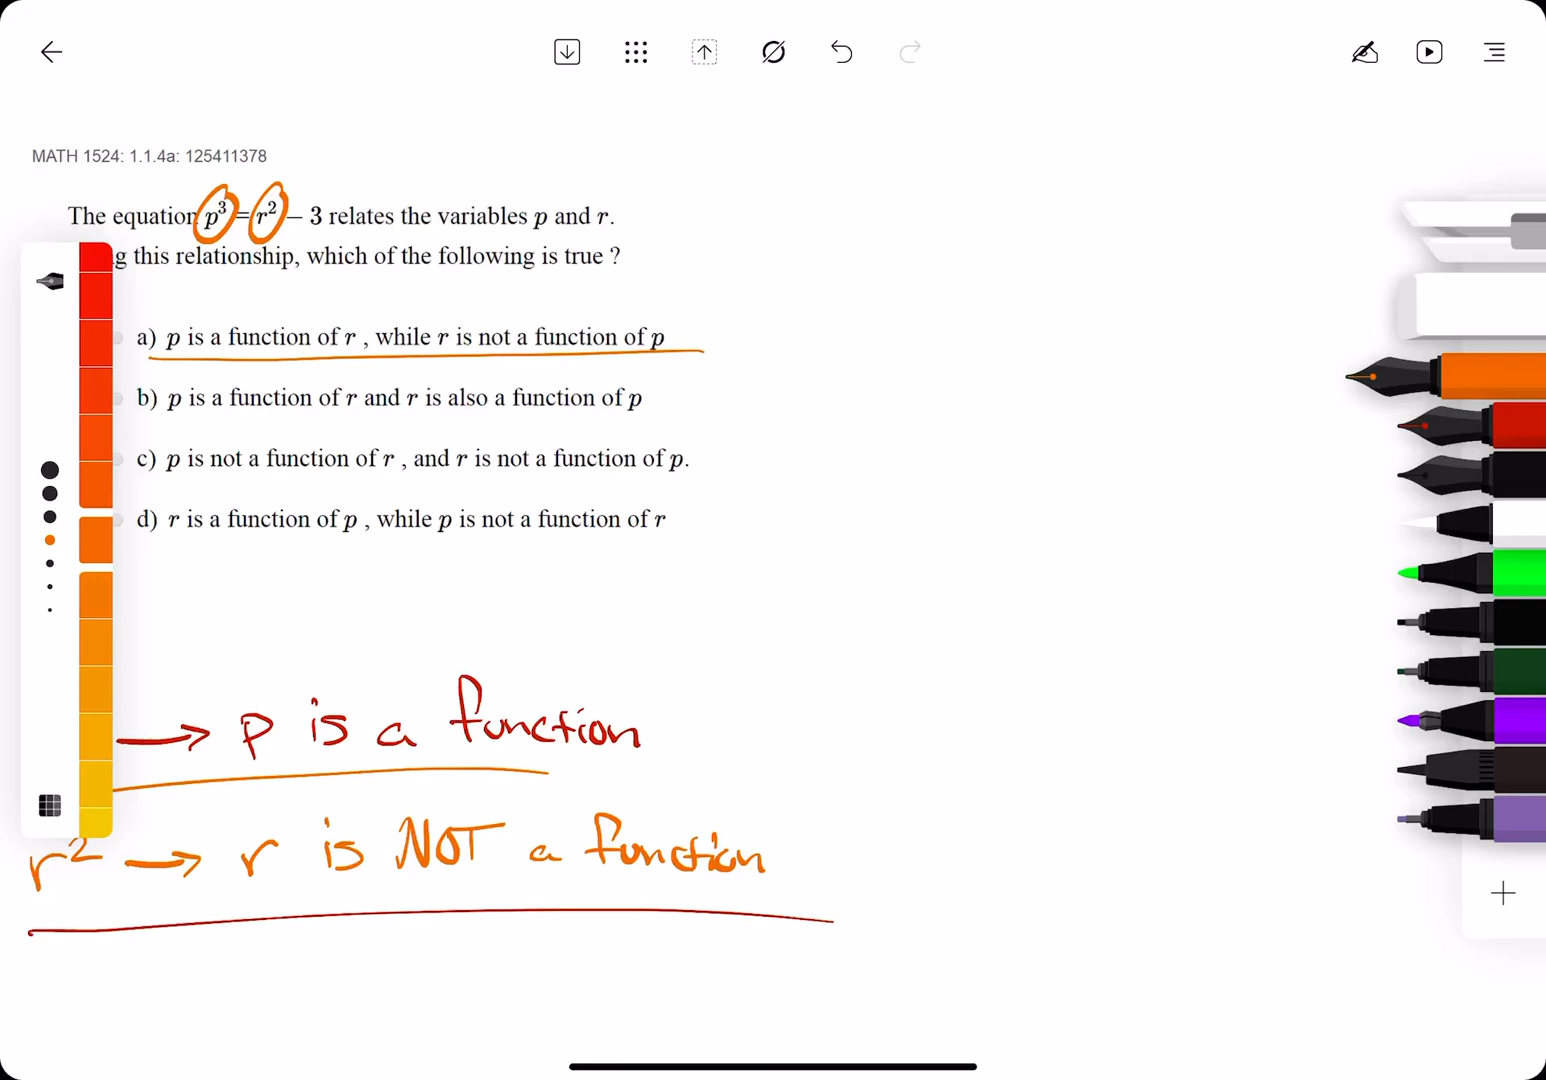 MATH 1524: 1.1.4a: 125411378
The equation p³ = r² – 3 relates the variables p and r.
g this relationship, which of the following is true ?
a) p is a function of r , while r is not a function of p
b) p is a function of r and r is also a function of p
c) p is not a function of r , and r is not a function of p.
d) r is a function of p , while p is not a function of r
→ p is a function
r² → r is NOT a function